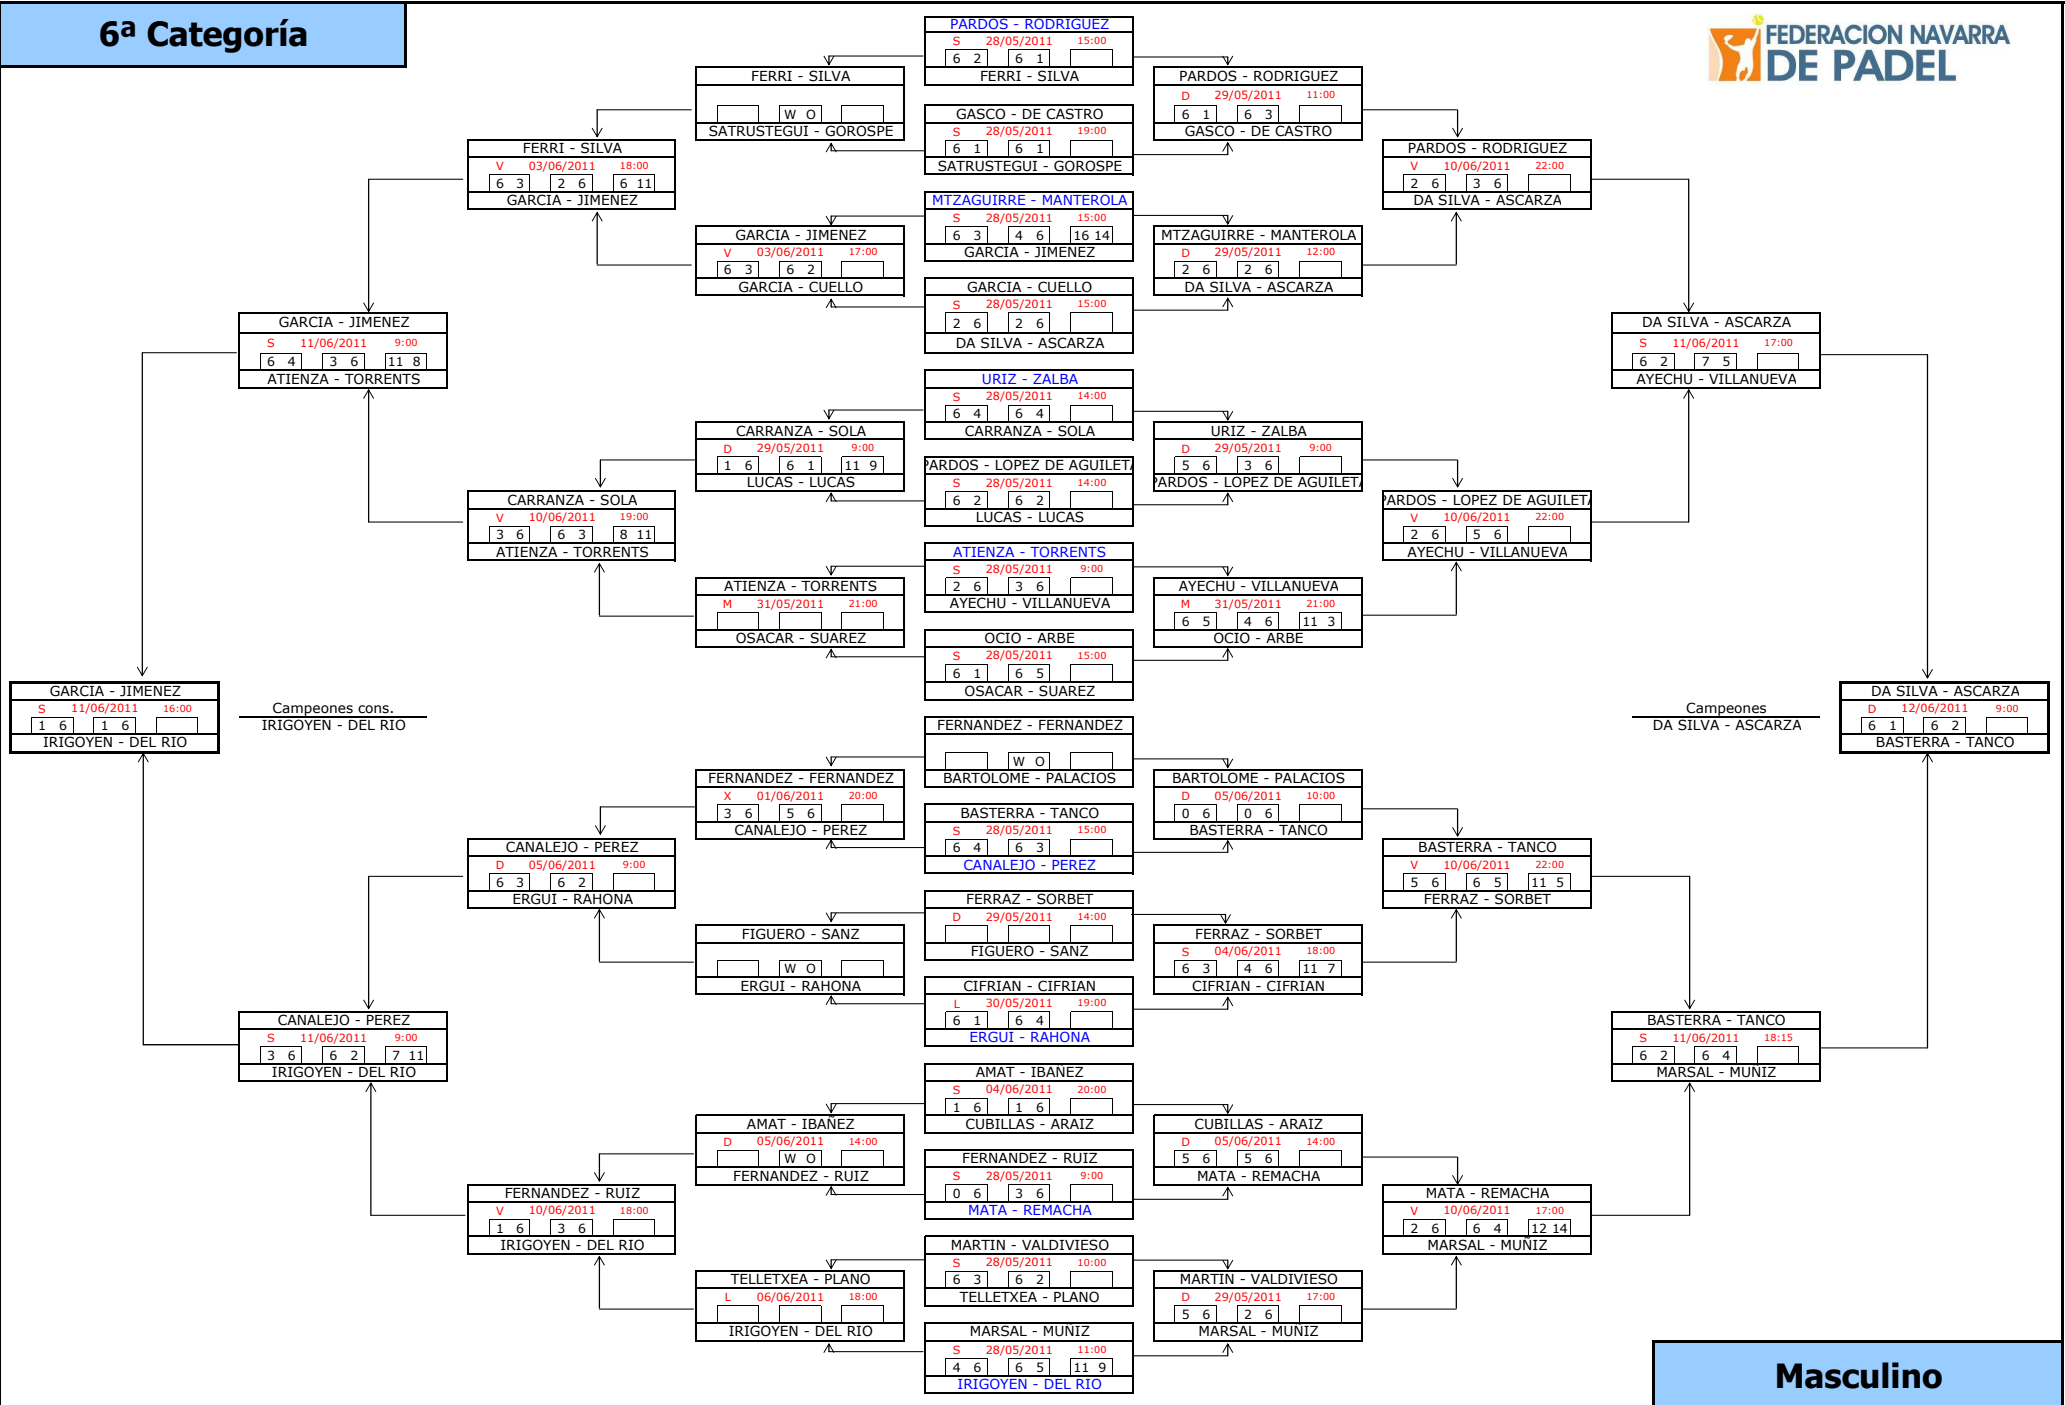 6ª Categoría
FEDERACION NAVARRA
DE PADEL
GARCIA - JIMENEZ
S 11/06/2011 16:00
1 6 1 6
IRIGOYEN - DEL RIO
Campeones cons.
IRIGOYEN - DEL RIO
GARCIA - JIMENEZ
S 11/06/2011 9:00
6 4 3 6 11 8
ATIENZA - TORRENTS
CANALEJO - PEREZ
S 11/06/2011 9:00
3 6 6 2 7 11
IRIGOYEN - DEL RIO
FERRI - SILVA
V 03/06/2011 18:00
6 3 2 6 6 11
GARCIA - JIMENEZ
CARRANZA - SOLA
V 10/06/2011 19:00
3 6 6 3 8 11
ATIENZA - TORRENTS
CANALEJO - PEREZ
D 05/06/2011 9:00
6 3 6 2
ERGUI - RAHONA
FERNANDEZ - RUIZ
V 10/06/2011 18:00
1 6 3 6
IRIGOYEN - DEL RIO
FERRI - SILVA
W O
SATRUSTEGUI - GOROSPE
GARCIA - JIMENEZ
V 03/06/2011 17:00
6 3 6 2
GARCIA - CUELLO
CARRANZA - SOLA
D 29/05/2011 9:00
1 6 6 1 11 9
LUCAS - LUCAS
ATIENZA - TORRENTS
M 31/05/2011 21:00
OSACAR - SUAREZ
FERNANDEZ - FERNANDEZ
X 01/06/2011 20:00
3 6 5 6
CANALEJO - PEREZ
FIGUERO - SANZ
W O
ERGUI - RAHONA
AMAT - IBAÑEZ
D 05/06/2011 14:00
W O
FERNANDEZ - RUIZ
TELLETXEA - PLANO
L 06/06/2011 18:00
IRIGOYEN - DEL RIO
PARDOS - RODRIGUEZ
S 28/05/2011 15:00
6 2 6 1
FERRI - SILVA
GASCO - DE CASTRO
S 28/05/2011 19:00
6 1 6 1
SATRUSTEGUI - GOROSPE
MTZAGUIRRE - MANTEROLA
S 28/05/2011 15:00
6 3 4 6 16 14
GARCIA - JIMENEZ
GARCIA - CUELLO
S 28/05/2011 15:00
2 6 2 6
DA SILVA - ASCARZA
URIZ - ZALBA
S 28/05/2011 14:00
6 4 6 4
CARRANZA - SOLA
PARDOS - LOPEZ DE AGUILETA
S 28/05/2011 14:00
6 2 6 2
LUCAS - LUCAS
ATIENZA - TORRENTS
S 28/05/2011 9:00
2 6 3 6
AYECHU - VILLANUEVA
OCIO - ARBE
S 28/05/2011 15:00
6 1 6 5
OSACAR - SUAREZ
FERNANDEZ - FERNANDEZ
W O
BARTOLOME - PALACIOS
BASTERRA - TANCO
S 28/05/2011 15:00
6 4 6 3
CANALEJO - PEREZ
FERRAZ - SORBET
D 29/05/2011 14:00
FIGUERO - SANZ
CIFRIAN - CIFRIAN
L 30/05/2011 19:00
6 1 6 4
ERGUI - RAHONA
AMAT - IBAÑEZ
S 04/06/2011 20:00
1 6 1 6
CUBILLAS - ARAIZ
FERNANDEZ - RUIZ
S 28/05/2011 9:00
0 6 3 6
MATA - REMACHA
MARTIN - VALDIVIESO
S 28/05/2011 10:00
6 3 6 2
TELLETXEA - PLANO
MARSAL - MUÑIZ
S 28/05/2011 11:00
4 6 6 5 11 9
IRIGOYEN - DEL RIO
PARDOS - RODRIGUEZ
D 29/05/2011 11:00
6 1 6 3
GASCO - DE CASTRO
MTZAGUIRRE - MANTEROLA
D 29/05/2011 12:00
2 6 2 6
DA SILVA - ASCARZA
URIZ - ZALBA
D 29/05/2011 9:00
5 6 3 6
PARDOS - LOPEZ DE AGUILETA
AYECHU - VILLANUEVA
M 31/05/2011 21:00
6 5 4 6 11 3
OCIO - ARBE
BARTOLOME - PALACIOS
D 05/06/2011 10:00
0 6 0 6
BASTERRA - TANCO
FERRAZ - SORBET
S 04/06/2011 18:00
6 3 4 6 11 7
CIFRIAN - CIFRIAN
CUBILLAS - ARAIZ
D 05/06/2011 14:00
5 6 5 6
MATA - REMACHA
MARTIN - VALDIVIESO
D 29/05/2011 17:00
5 6 2 6
MARSAL - MUÑIZ
PARDOS - RODRIGUEZ
V 10/06/2011 22:00
2 6 3 6
DA SILVA - ASCARZA
PARDOS - LOPEZ DE AGUILETA
V 10/06/2011 22:00
2 6 5 6
AYECHU - VILLANUEVA
BASTERRA - TANCO
V 10/06/2011 22:00
5 6 6 5 11 5
FERRAZ - SORBET
MATA - REMACHA
V 10/06/2011 17:00
2 6 6 4 12 14
MARSAL - MUÑIZ
DA SILVA - ASCARZA
S 11/06/2011 17:00
6 2 7 5
AYECHU - VILLANUEVA
BASTERRA - TANCO
S 11/06/2011 18:15
6 2 6 4
MARSAL - MUÑIZ
Campeones
DA SILVA - ASCARZA
DA SILVA - ASCARZA
D 12/06/2011 9:00
6 1 6 2
BASTERRA - TANCO
Masculino